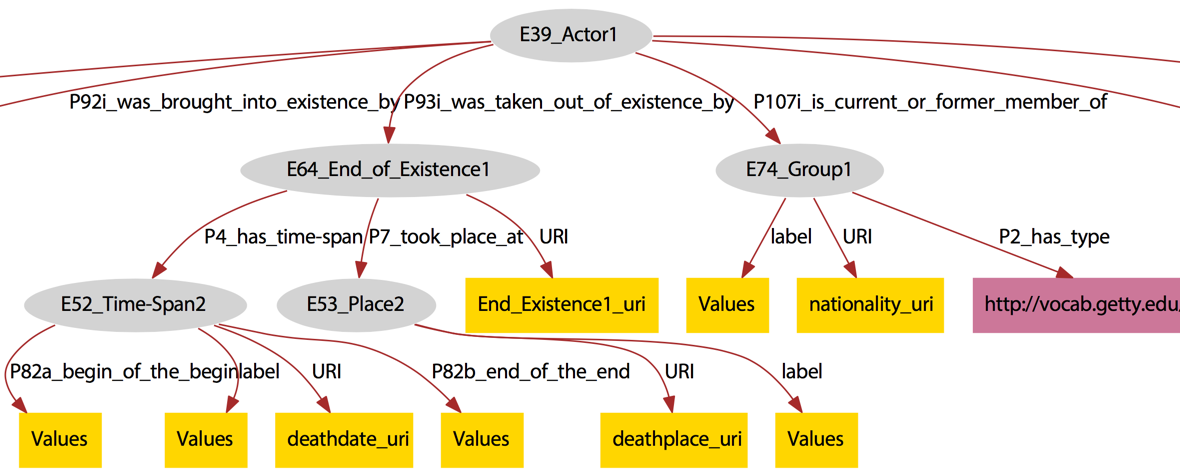 E39_Actor1
P92i_was_brought_into_existence_by
P93i_was_taken_out_of_existence_by
P107i_is_current_or_former_member_of
E64_End_of_Existence1
E74_Group1
P4_has_time-span
P7_took_place_at
URI
label
URI
P2_has_type
E52_Time-Span2
E53_Place2
End_Existence1_uri
Values
nationality_uri
http://vocab.getty.edu/
P82a_begin_of_the_begin
label
URI
P82b_end_of_the_end
URI
label
Values
Values
deathdate_uri
Values
deathplace_uri
Values